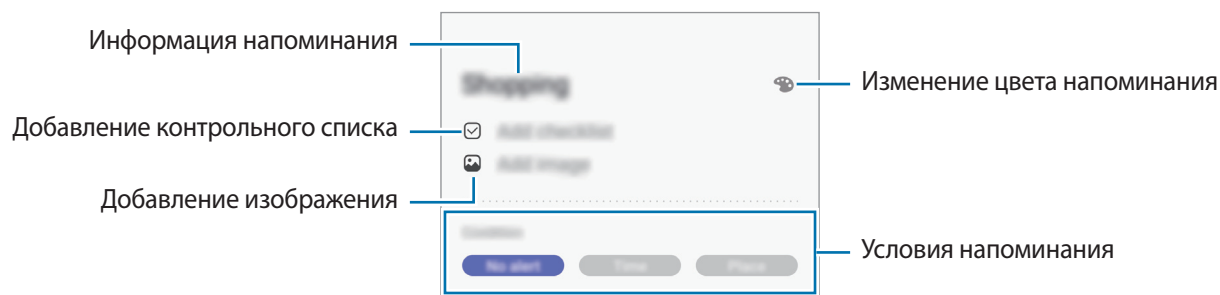 Информация напоминания
Shopping
Изменение цвета напоминания
Добавление контрольного списка
Add checklist
Добавление изображения
Add image
Condition
Условия напоминания
No alert
Time
Place